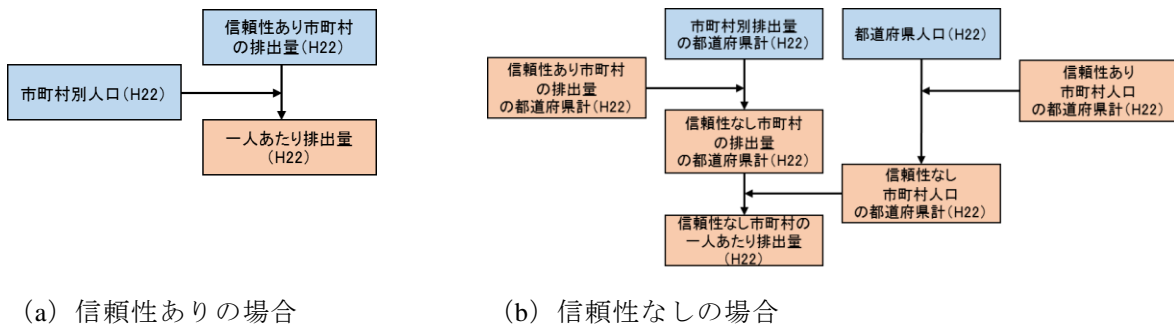 信頼性あり市町村
の排出量(H22)
市町村別人口(H22)
一人あたり排出量
(H22)
(a) 信頼性ありの場合
市町村別排出量
の都道府県計(H22)
都道府県人口(H22)
信頼性あり市町村
の排出量
の都道府県計(H22)
信頼性あり
市町村人口
の都道府県計(H22)
信頼性なし市町村
の排出量
の都道府県計(H22)
信頼性なし
市町村人口
の都道府県計(H22)
信頼性なし市町村の
一人あたり排出量
(H22)
(b) 信頼性なしの場合